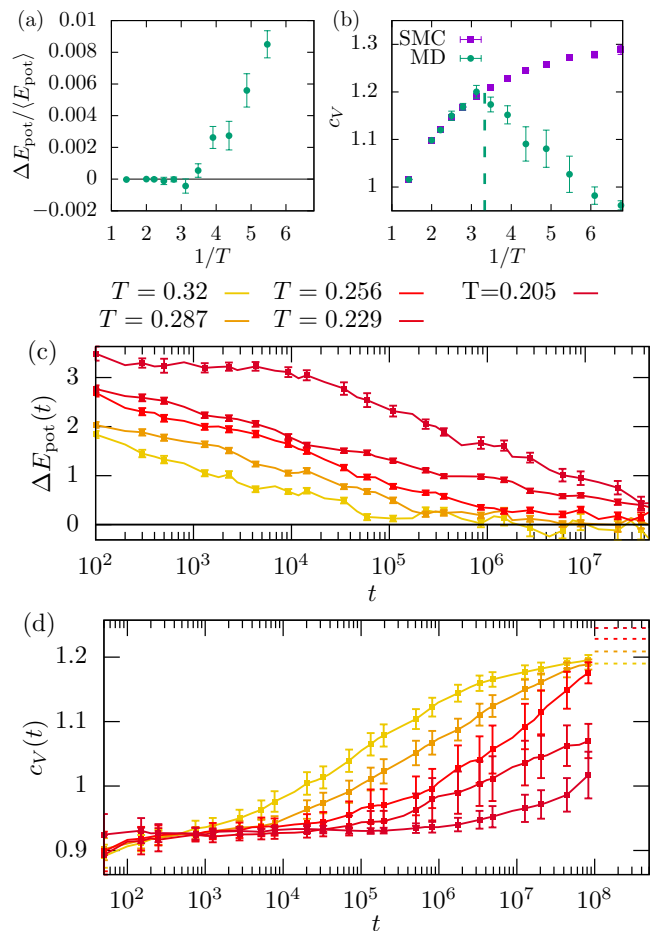 (a)
0.01
0.008
0.006
0.004
0.002
0
−0.002
ΔE_pot/⟨E_pot⟩
1 2 3 4 5 6
1/T
(b)
SMC
MD
1.3
1.2
1.1
1
c_V
1 2 3 4 5 6
1/T
T = 0.32 T = 0.256 T=0.205
T = 0.287 T = 0.229
(c)
3
2
1
0
ΔE_pot(t)
10^2 10^3 10^4 10^5 10^6 10^7
t
(d)
1.2
1.1
1
0.9
c_V(t)
10^2 10^3 10^4 10^5 10^6 10^7 10^8
t